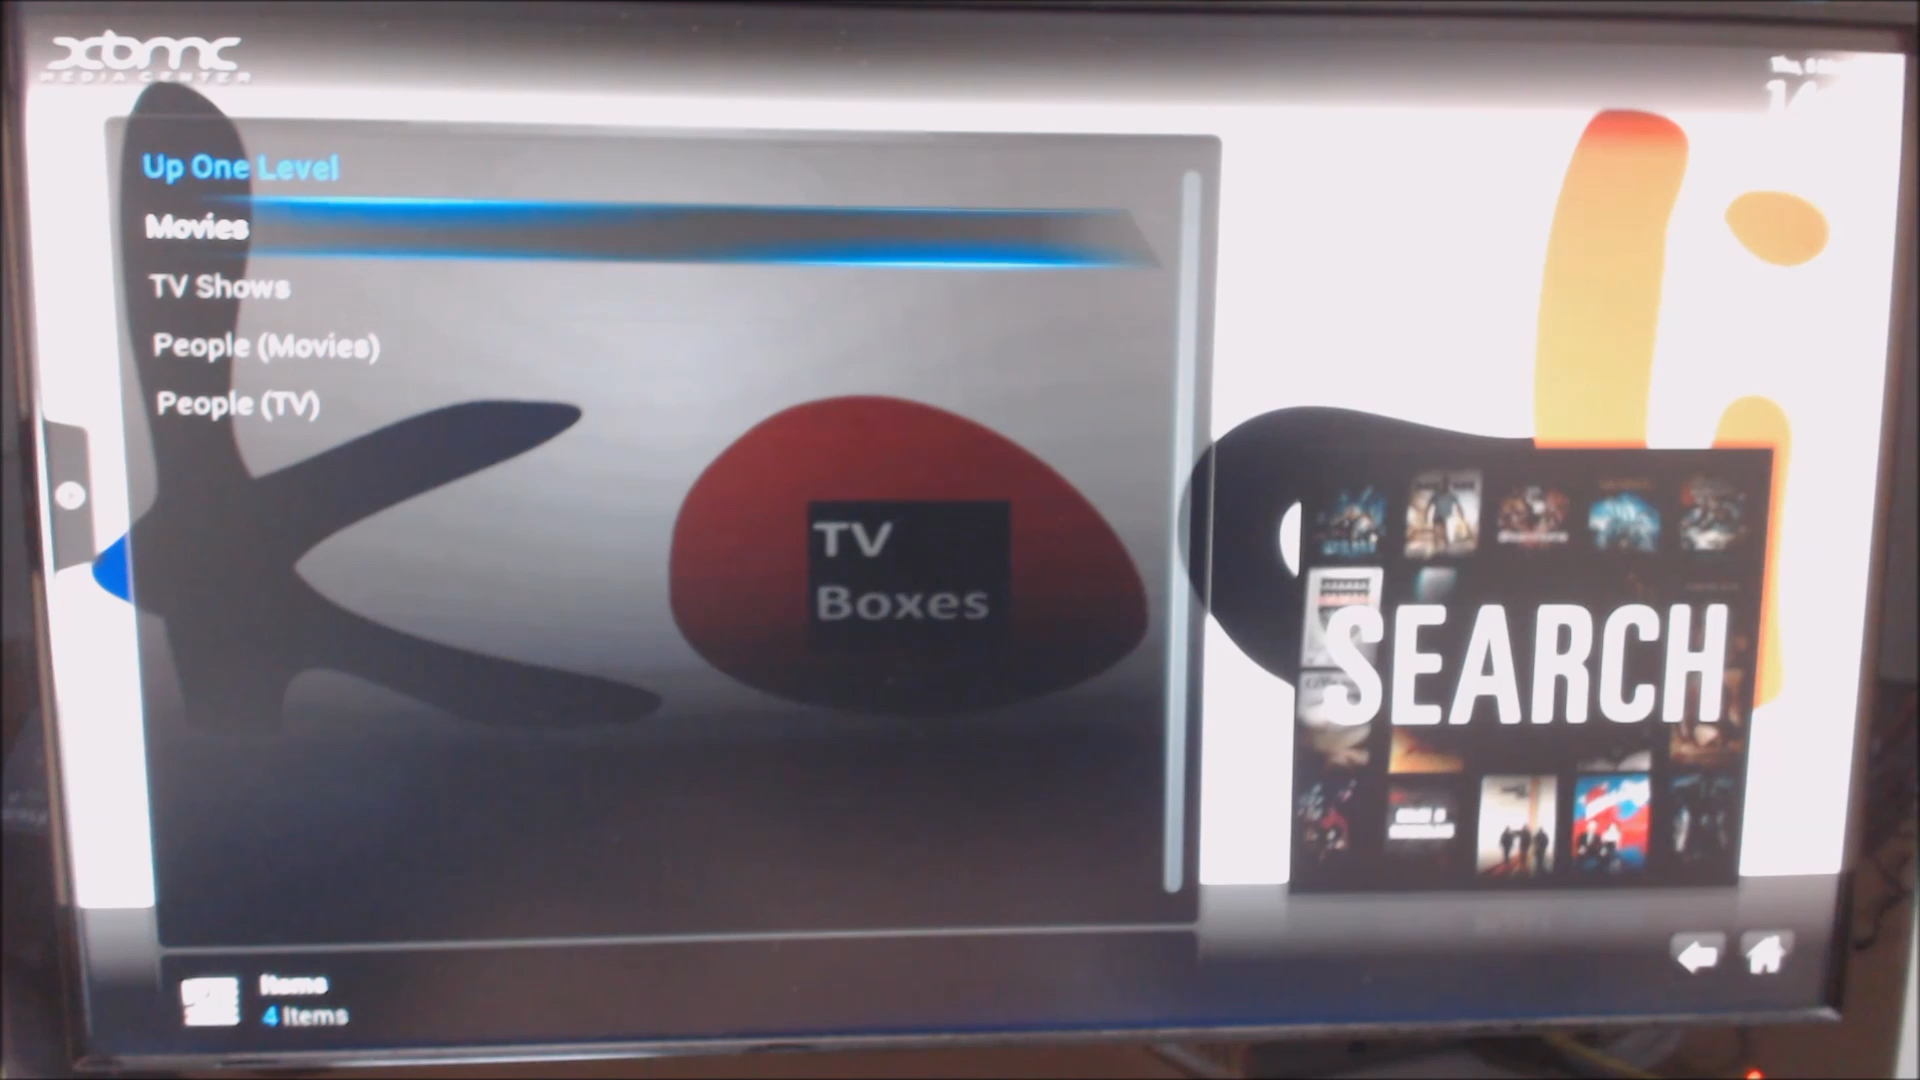 xbmc
MEDIA CENTER
Up One Level
Movies
TV Shows
People (Movies)
People (TV)
TV
Boxes
SEARCH
Items
4 Items